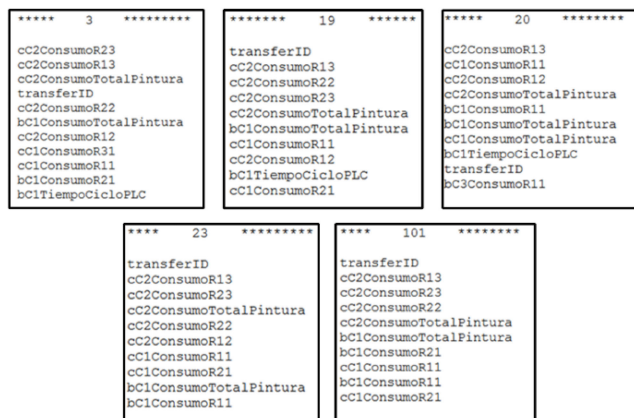 ***** 3 *********
cC2ConsumoR23
cC2ConsumoR13
cC2ConsumoTotalPintura
transferID
cC2ConsumoR22
bC1ConsumoTotalPintura
cC2ConsumoR12
cC1ConsumoR31
cC1ConsumoR11
bC1ConsumoR21
bC1TiempoCicloPLC
******* 19 ******
transferID
cC2ConsumoR13
cC2ConsumoR22
cC2ConsumoR23
cC2ConsumoTotalPintura
bC1ConsumoTotalPintura
cC1ConsumoR11
cC2ConsumoR12
bC1TiempoCicloPLC
cC1ConsumoR21
***** 20 ********
cC2ConsumoR13
cC1ConsumoR11
cC2ConsumoR12
cC2ConsumoTotalPintura
bC1ConsumoR11
bC1ConsumoTotalPintura
cC1ConsumoTotalPintura
bC1TiempoCicloPLC
transferID
bC3ConsumoR11
**** 23 *********
transferID
cC2ConsumoR13
cC2ConsumoR23
cC2ConsumoTotalPintura
cC2ConsumoR22
cC2ConsumoR12
cC1ConsumoR11
cC1ConsumoR21
bC1ConsumoTotalPintura
bC1ConsumoR11
**** 101 ********
transferID
cC2ConsumoR13
cC2ConsumoR23
cC2ConsumoR22
cC2ConsumoTotalPintura
bC1ConsumoTotalPintura
bC1ConsumoR21
cC1ConsumoR11
bC1ConsumoR11
cC1ConsumoR21